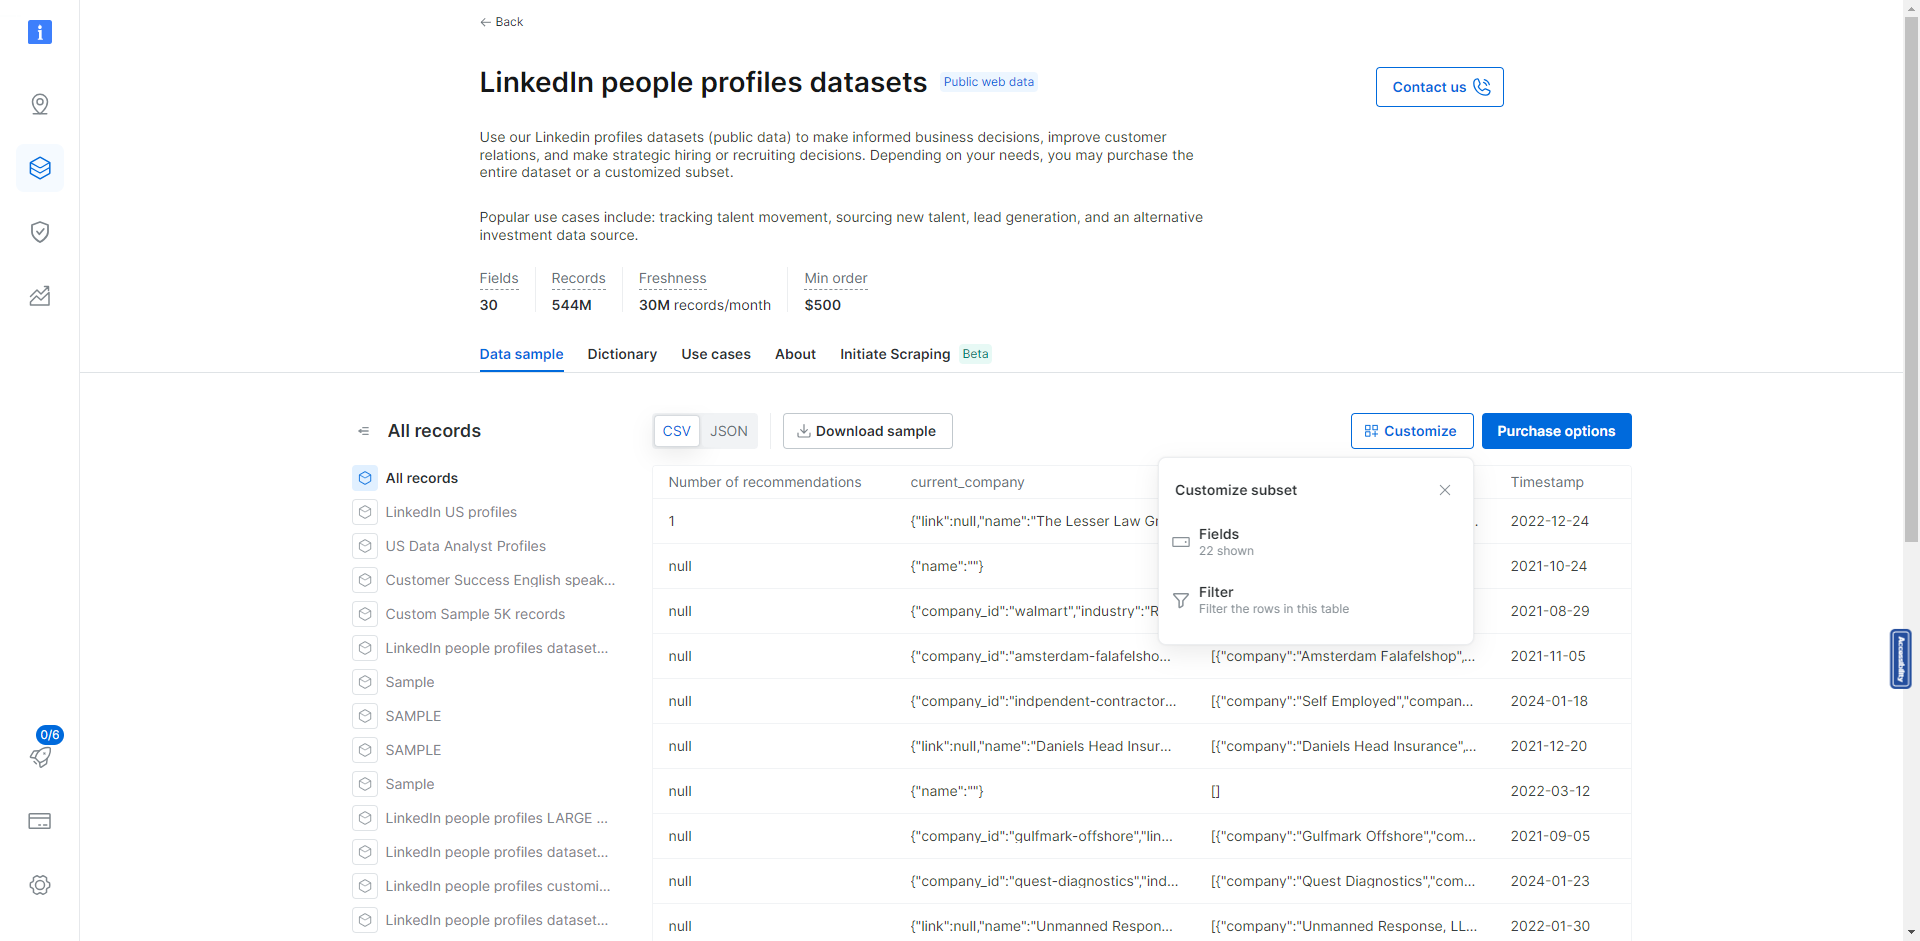 i
← Back
LinkedIn people profiles datasets Public web data
Contact us
Use our Linkedin profiles datasets (public data) to make informed business decisions, improve customer
relations, and make strategic hiring or recruiting decisions. Depending on your needs, you may purchase the
entire dataset or a customized subset.
Popular use cases include: tracking talent movement, sourcing new talent, lead generation, and an alternative
investment data source.
Fields Records Freshness Min order
30 544M 30M records/month $500
Data sample Dictionary Use cases About Initiate Scraping Beta
All records
CSV JSON Download sample Customize Purchase options
All records
LinkedIn US profiles
US Data Analyst Profiles
Customer Success English speak...
Custom Sample 5K records
LinkedIn people profiles dataset...
Sample
SAMPLE
SAMPLE
Sample
LinkedIn people profiles LARGE ...
LinkedIn people profiles dataset...
LinkedIn people profiles customi...
LinkedIn people profiles dataset...
0/6
Number of recommendations current_company Timestamp
1 {"link":null,"name":"The Lesser Law Gr . 2022-12-24
null {"name":""} 2021-10-24
null {"company_id":"walmart","industry":"R 2021-08-29
null {"company_id":"amsterdam-falafelsho... [{"company":"Amsterdam Falafelshop",... 2021-11-05
null {"company_id":"indpendent-contractor... [{"company":"Self Employed","compan... 2024-01-18
null {"link":null,"name":"Daniels Head Insur... [{"company":"Daniels Head Insurance",... 2021-12-20
null {"name":""} [] 2022-03-12
null {"company_id":"gulfmark-offshore","lin... [{"company":"Gulfmark Offshore","com... 2021-09-05
null {"company_id":"quest-diagnostics","ind... [{"company":"Quest Diagnostics","com... 2024-01-23
null {"link":null,"name":"Unmanned Respon... [{"company":"Unmanned Response, LL... 2022-01-30
Customize subset
Fields
22 shown
Filter
Filter the rows in this table
Accessibility